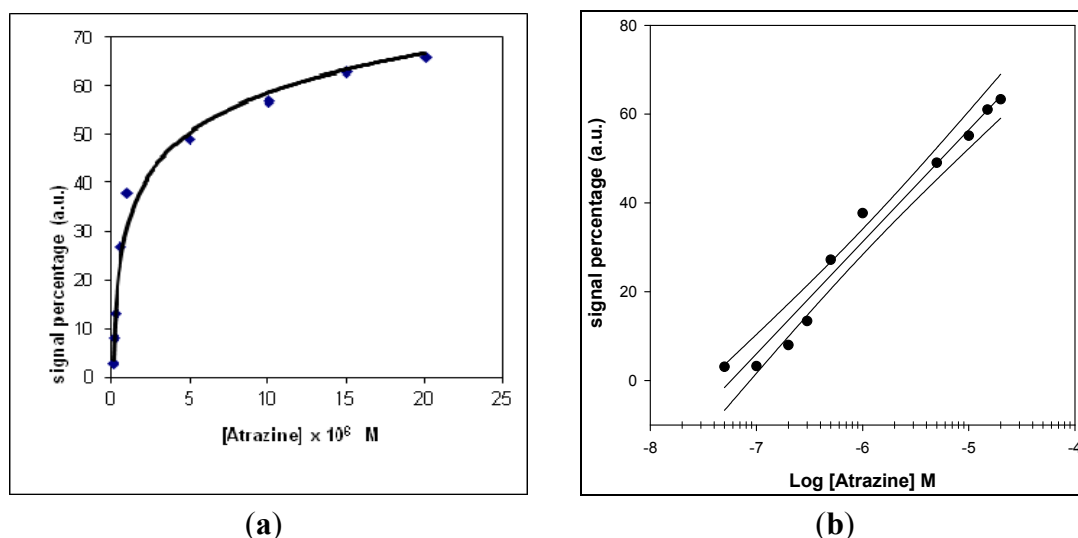 70
60
50
40
30
20
10
0
signal percentage (a.u.)
0 5 10 15 20 25
[Atrazine] x 10⁶ M
(a)
80
60
40
20
0
signal percentage (a.u.)
-8 -7 -6 -5 -4
Log [Atrazine] M
(b)